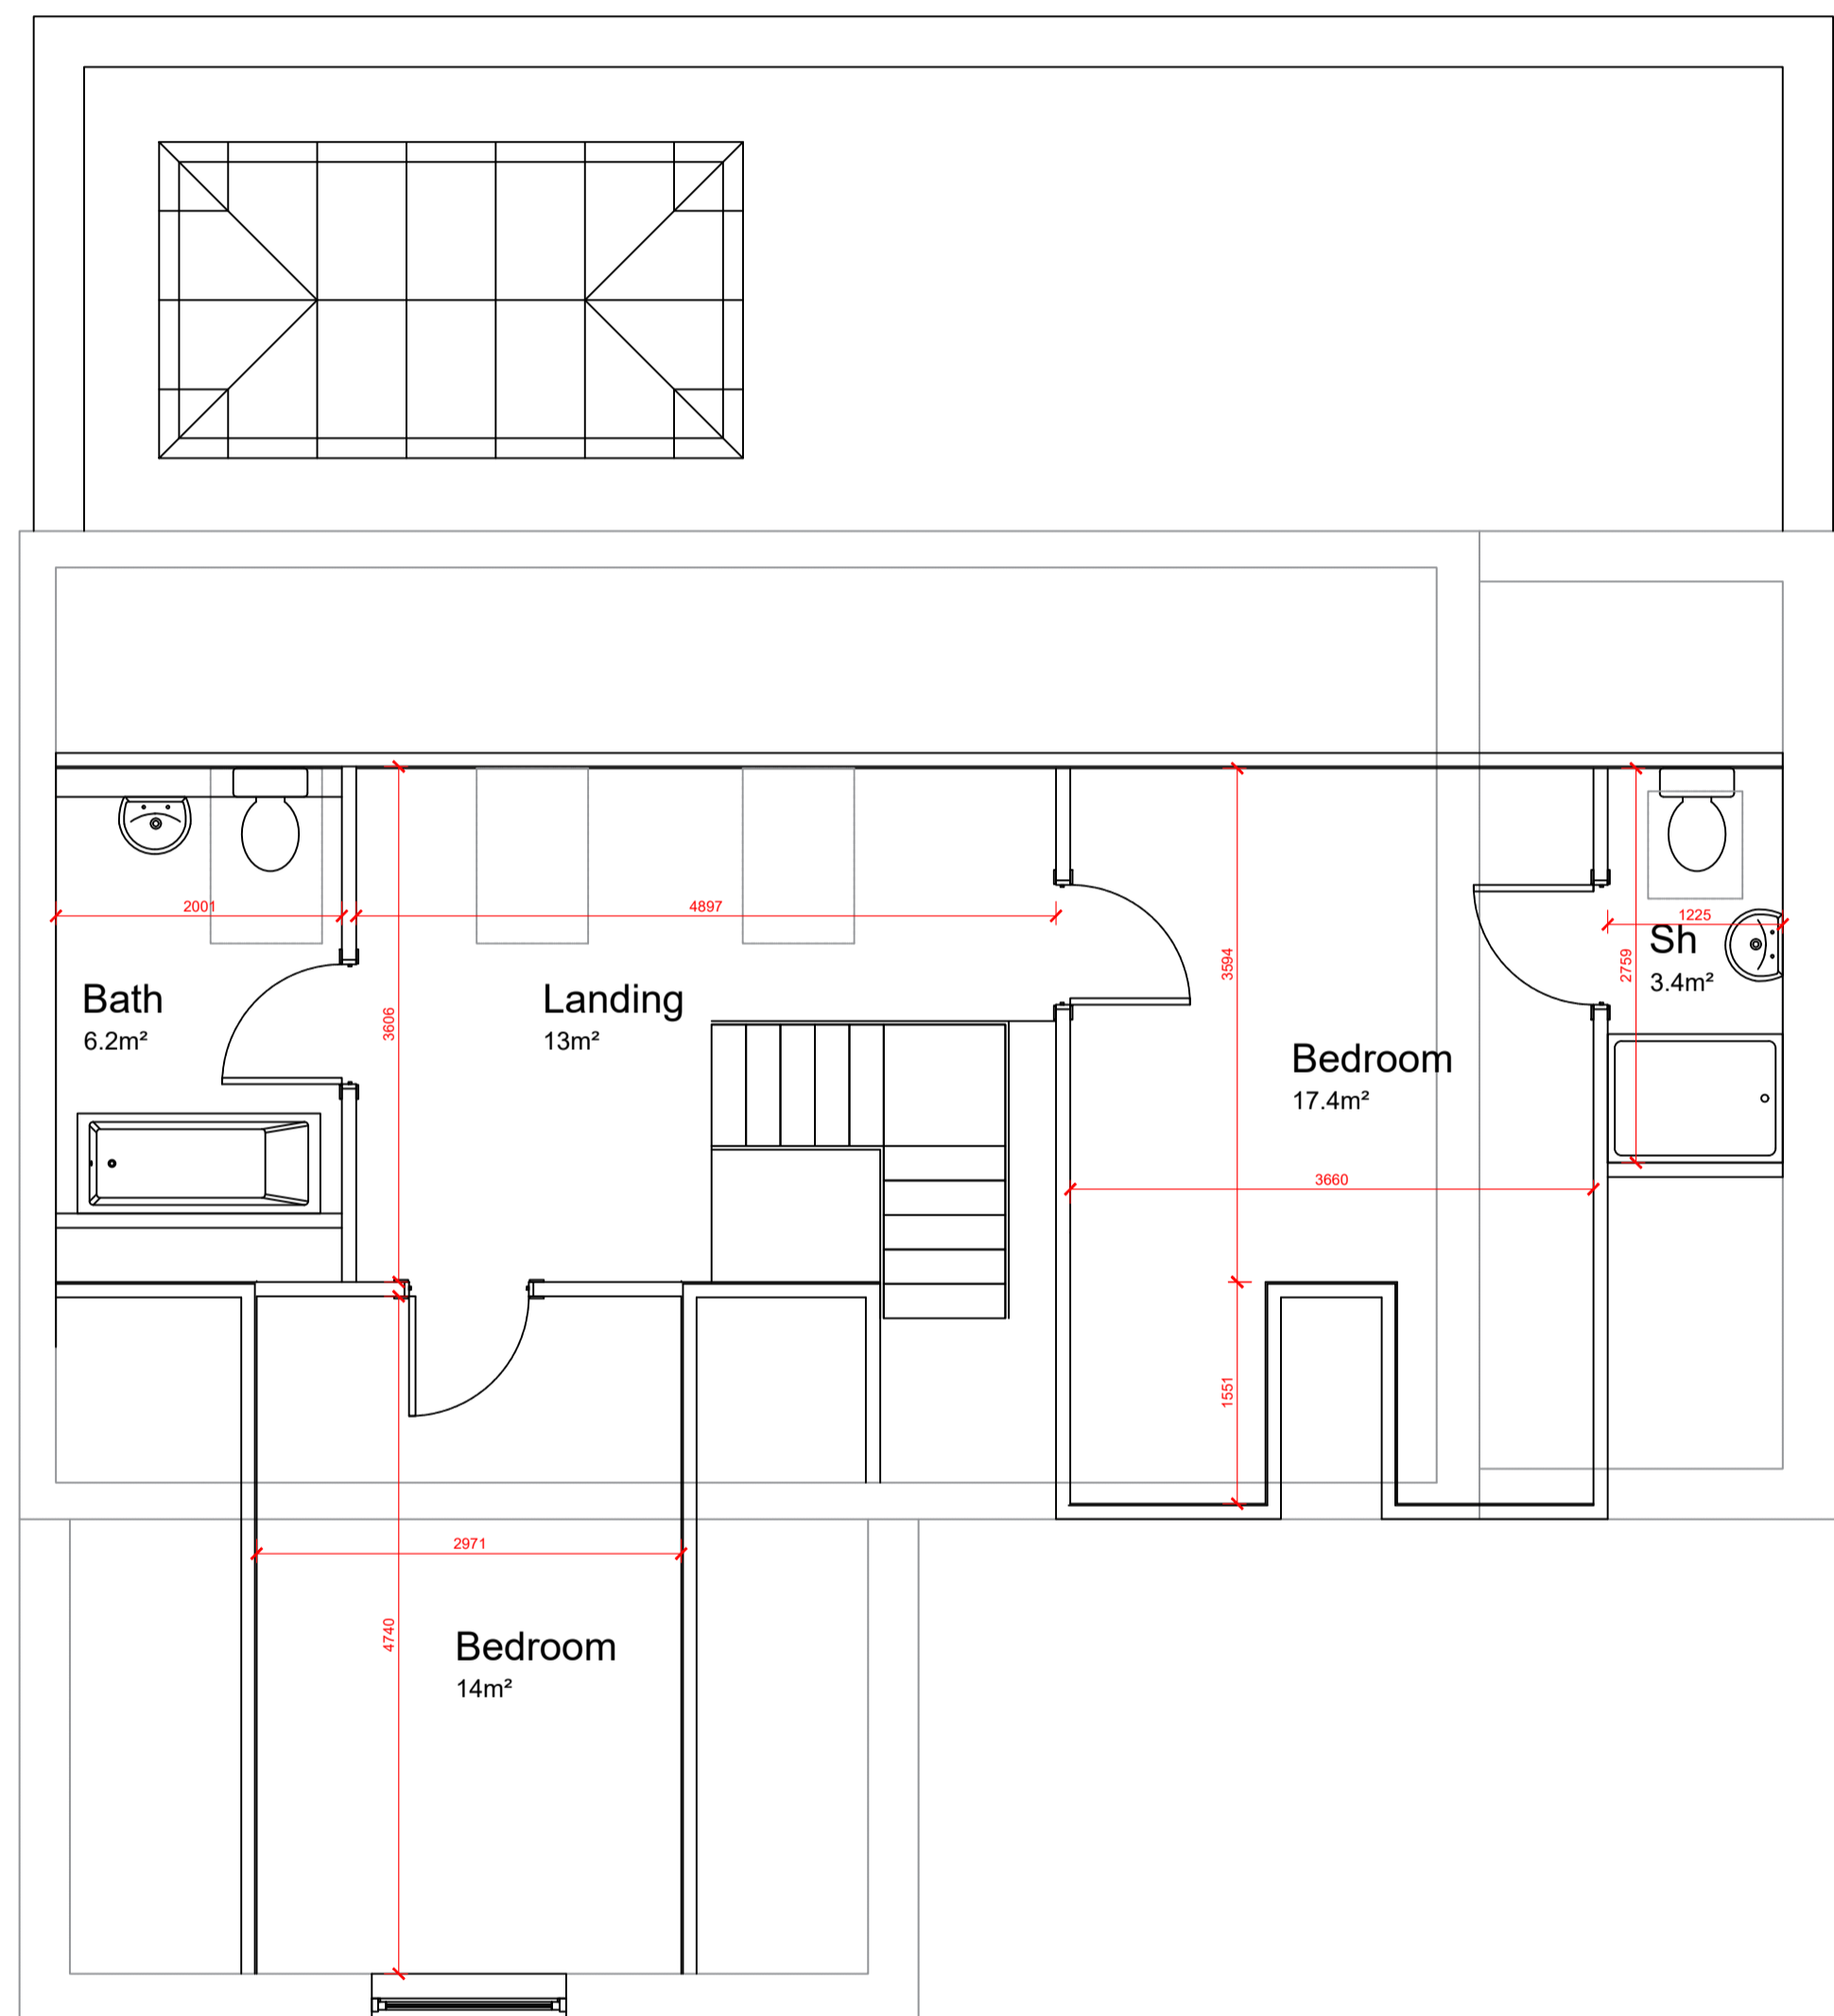 2001
4897
1225
Sh
3.4m²
2759
3594
Bath
6.2m²
Landing
13m²
3606
Bedroom
17.4m²
3660
1551
2971
4740
Bedroom
14m²